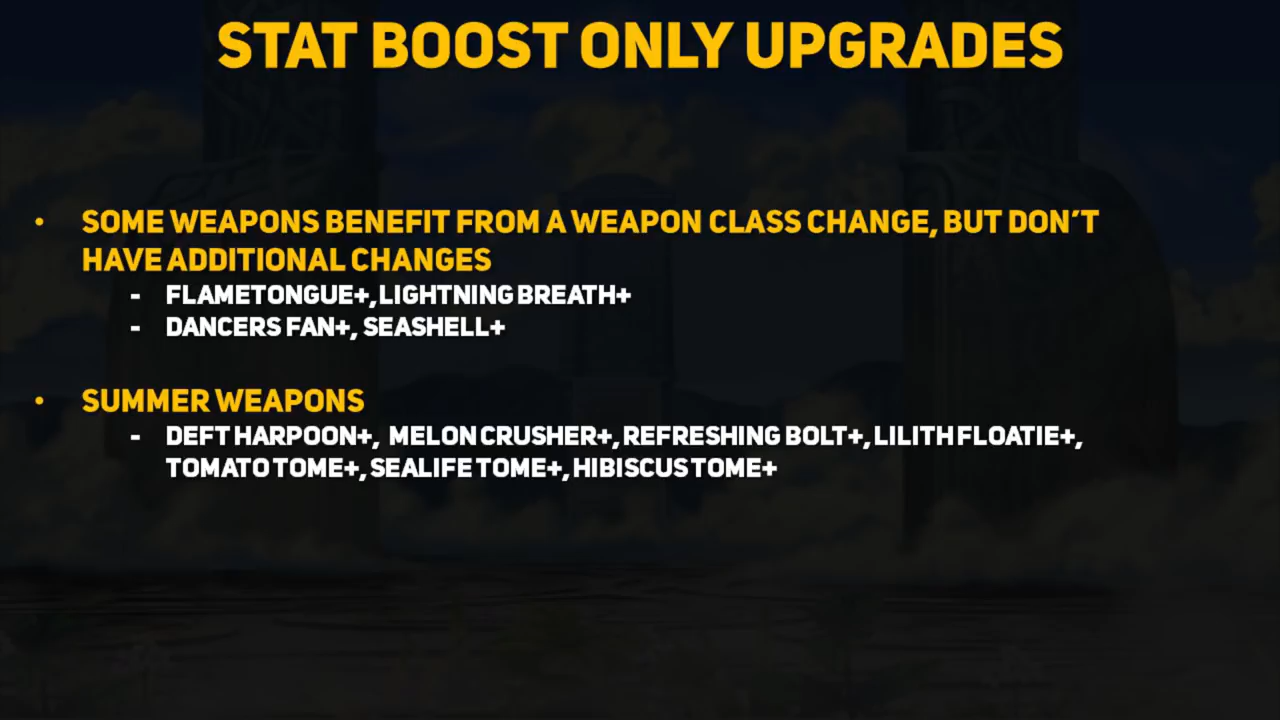 STAT BOOST ONLY UPGRADES
• SOME WEAPONS BENEFIT FROM A WEAPON CLASS CHANGE, BUT DON'T
HAVE ADDITIONAL CHANGES
- FLAMETONGUE+, LIGHTNING BREATH+
- DANCERS FAN+, SEASHELL+
• SUMMER WEAPONS
- DEFT HARPOON+, MELON CRUSHER+, REFRESHING BOLT+, LILITH FLOATIE+,
TOMATO TOME+, SEALIFE TOME+, HIBISCUS TOME+